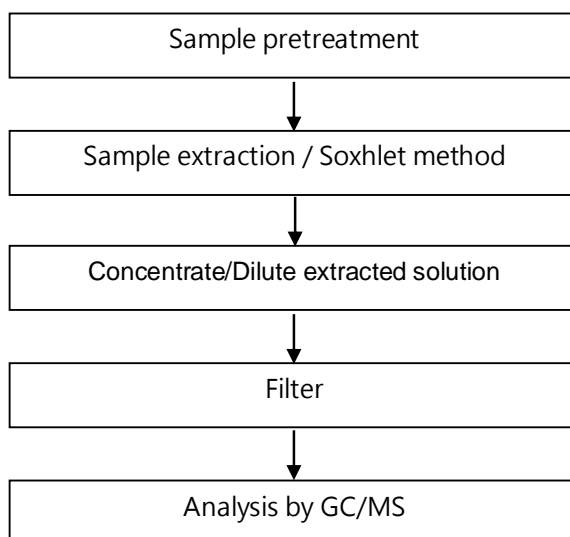 Sample pretreatment
Sample extraction / Soxhlet method
Concentrate/Dilute extracted solution
Filter
Analysis by GC/MS